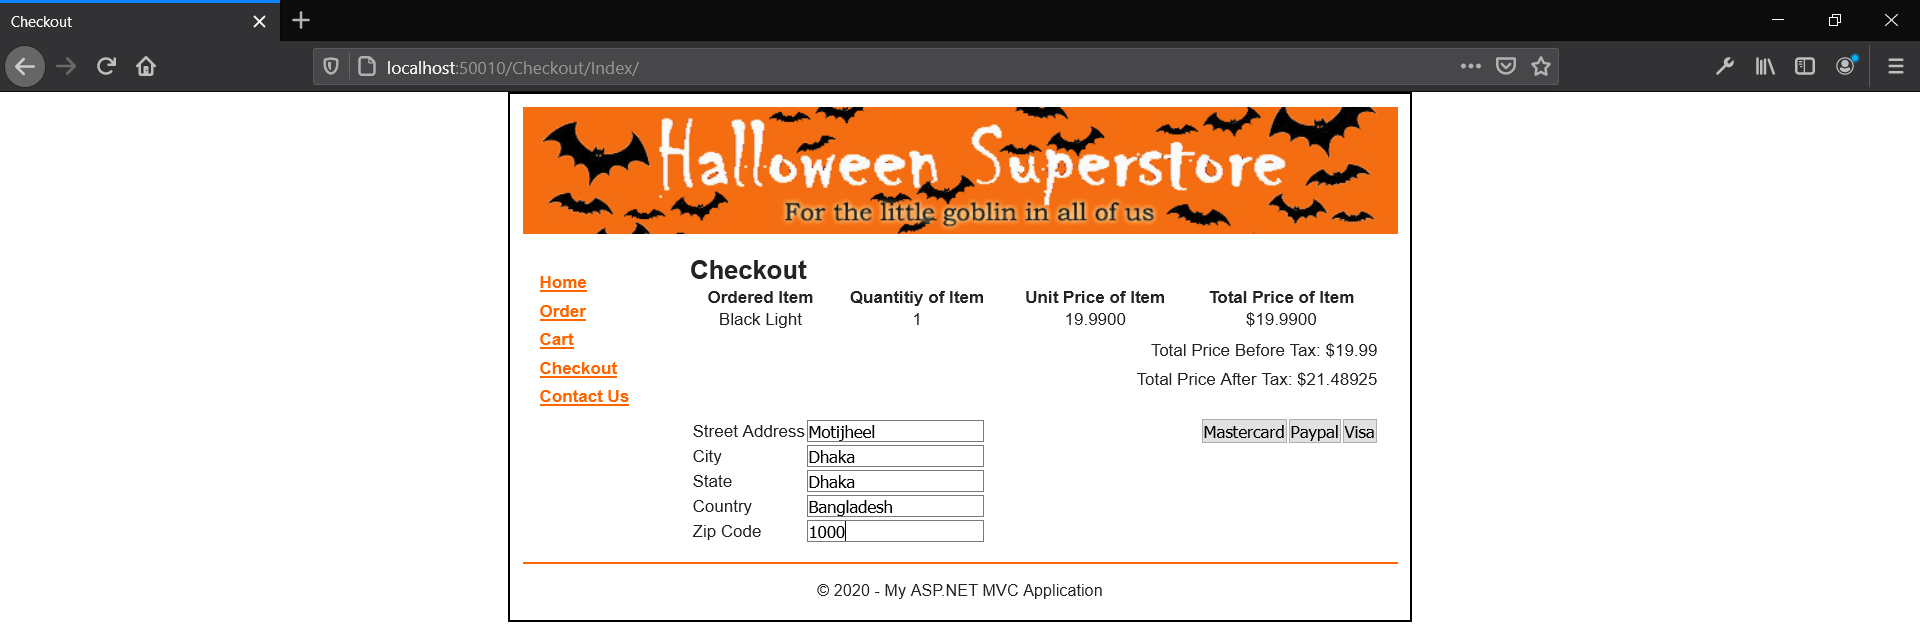 Checkout
localhost:50010/Checkout/Index/
Halloween Superstore
For the little goblin in all of us
Home
Order
Cart
Checkout
Contact Us
Checkout
Ordered Item Quantitiy of Item Unit Price of Item Total Price of Item
Black Light 1 19.9900 $19.9900
Total Price Before Tax: $19.99
Total Price After Tax: $21.48925
Street Address Motijheel
City Dhaka
State Dhaka
Country Bangladesh
Zip Code 1000
Mastercard Paypal Visa
© 2020 - My ASP.NET MVC Application